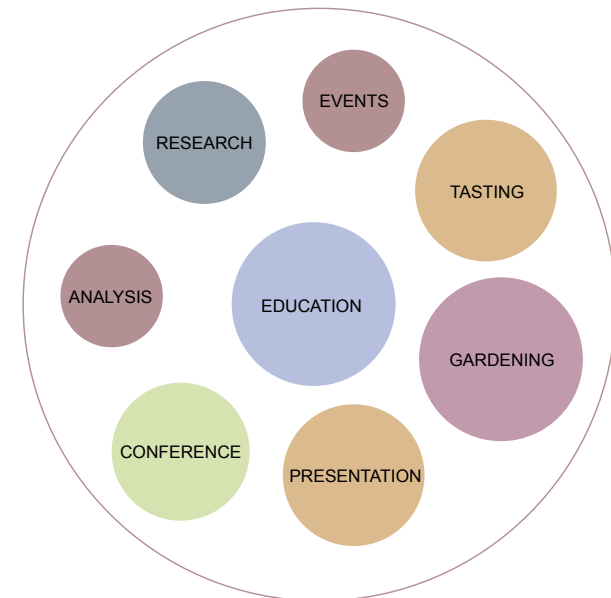 EVENTS
RESEARCH
TASTING
ANALYSIS
EDUCATION
GARDENING
CONFERENCE
PRESENTATION